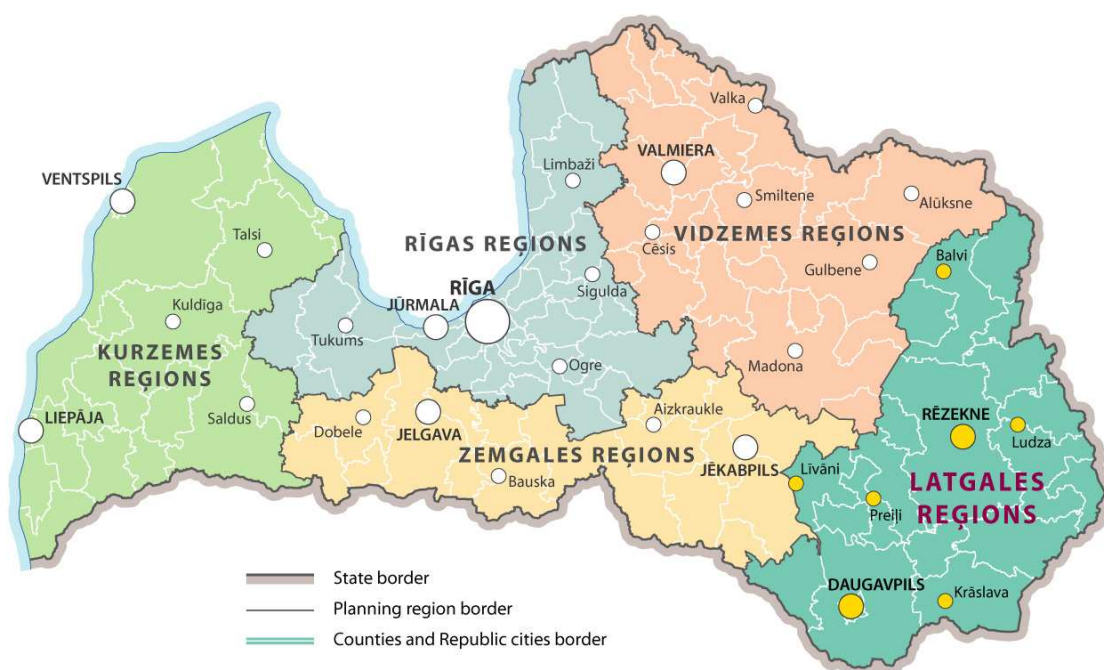 Valka
VALMIERA
Limbaži
VENTSPILS
Smiltene
Alūksne
Talsi
RĪGAS REĢIONS
VIDZEMES REĢIONS
Cēsis
Balvi
Gulbene
Sigulda
RĪGA
Kuldīga
JŪRMALA
Tukums
KURZEMES
REĢIONS
Ogre
Madona
Saldus
LIEPĀJA
Dobele
JELGAVA
Aizkraukle
RĒZEKNE
Ludza
ZEMGALES REĢIONS
JĒKABPILS
Bauska
Līvāni
LATGALES
REĢIONS
Preiļi
DAUGAVPILS
Krāslava
State border
Planning region border
Counties and Republic cities border